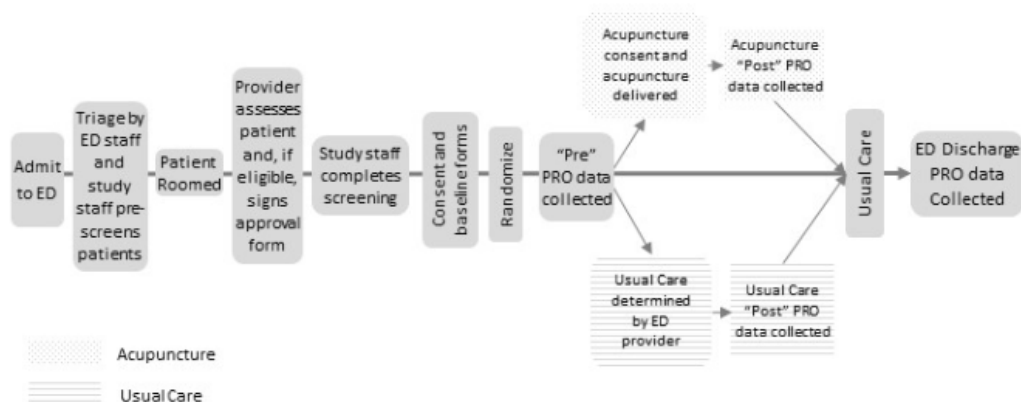 Admit
to ED
Triage by
ED staff
and
study
staff pre-
screens
patients
Patient
Roomed
Provider
assesses
patient
and, if
eligible,
signs
approval
form
Study staff
completes
screening
Consent and
baseline forms
Randomize
“Pre”
PRO data
collected
Acupuncture
consent and
acupuncture
delivered
Acupuncture
“Post” PRO
data collected
Usual Care
determined
by ED
provider
Usual Care
“Post” PRO
data collected
Usual Care
ED Discharge
PRO data
Collected
Acupuncture
Usual Care